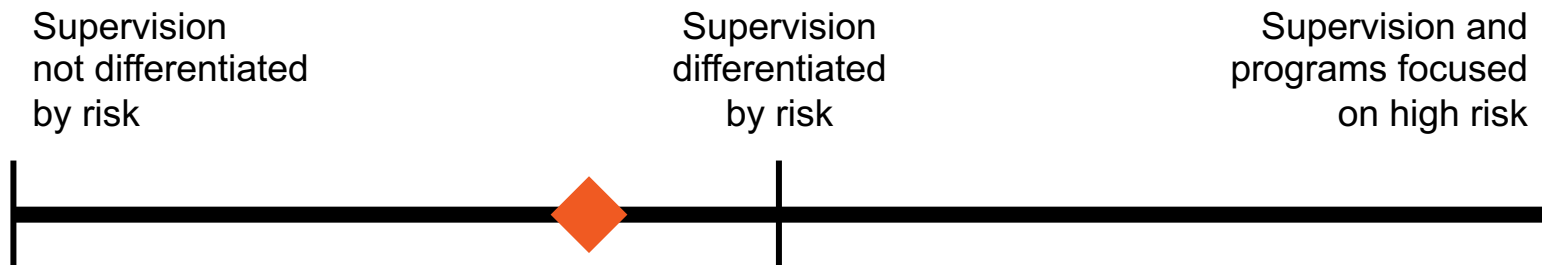 Supervision
not differentiated
by risk
Supervision
differentiated
by risk
Supervision and
programs focused
on high risk